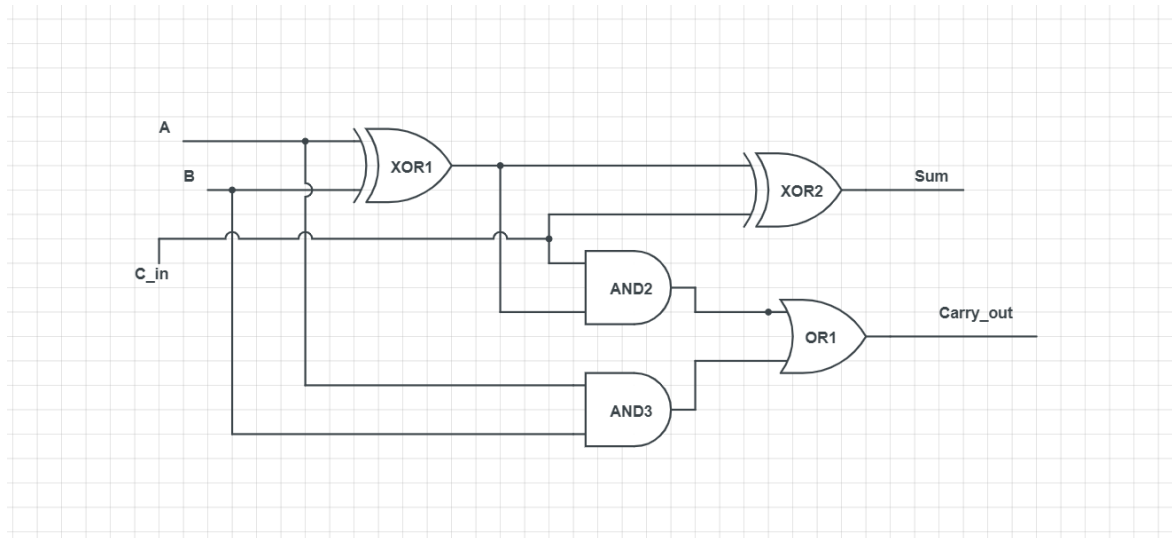 A
XOR1
B
XOR2
Sum
C_in
AND2
Carry_out
OR1
AND3